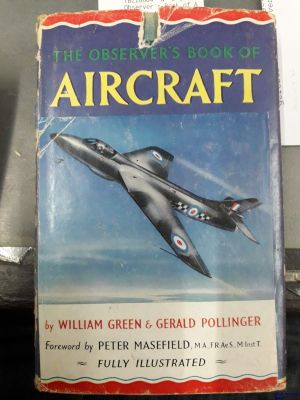 THE OBSERVER'S BOOK OF
AIRCRAFT
by WILLIAM GREEN & GERALD POLLINGER
Foreword by PETER MASEFIELD, M.A., F.R.Ae.S., M.Inst.T.
FULLY ILLUSTRATED